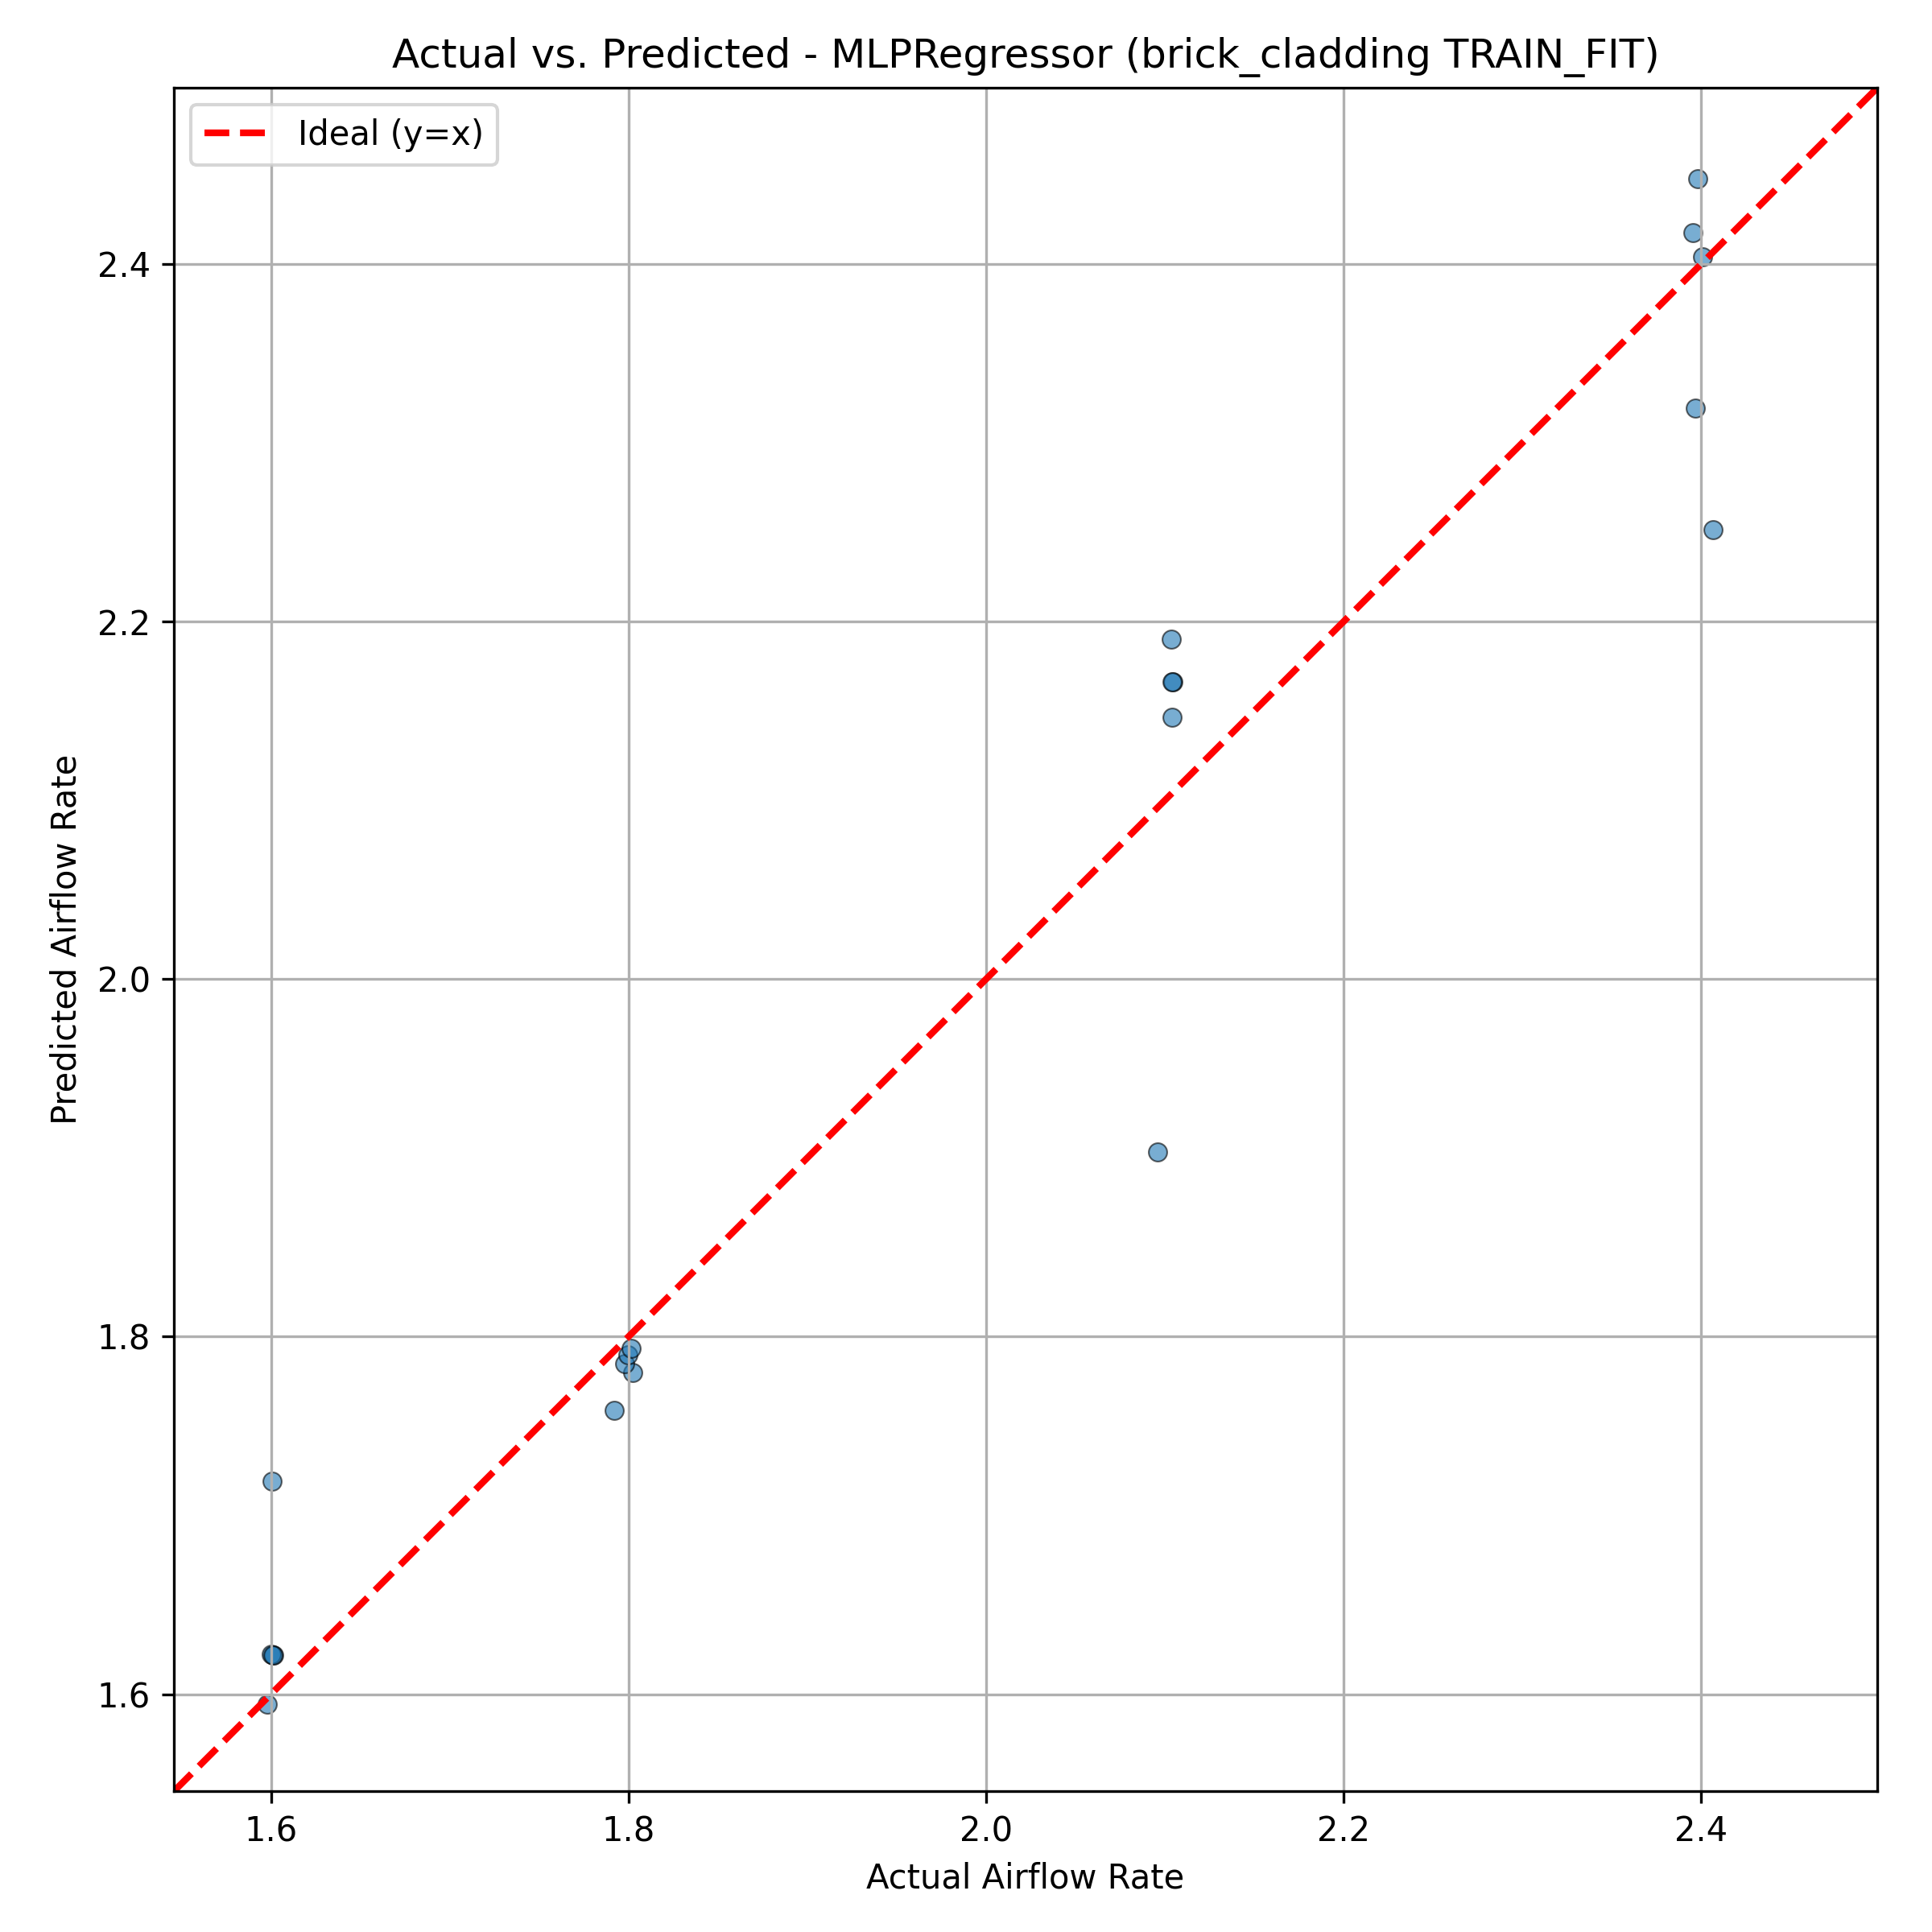 Actual vs. Predicted - MLPRegressor (brick_cladding TRAIN_FIT)
Ideal (y=x)
2.4
2.2
2.0
1.8
1.6
Predicted Airflow Rate
1.6 1.8 2.0 2.2 2.4
Actual Airflow Rate